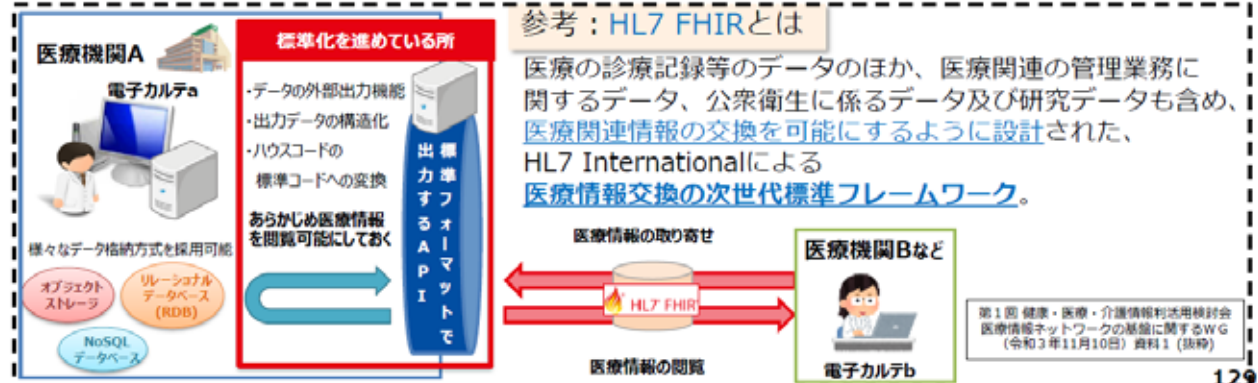 参考：HL7 FHIRとは
医療の診療記録等のデータのほか、医療関連の管理業務に
関するデータ、公衆衛生に係るデータ及び研究データも含め、
医療関連情報の交換を可能にするように設計された、
HL7 Internationalによる
医療情報交換の次世代標準フレームワーク。
医療機関A
電子カルテa
様々なデータ格納方式を採用可能
オブジェクト
ストレージ
リレーショナル
データベース
(RDB)
NoSQL
データベース
標準化を進めている所
・データの外部出力機能
・出力データの構造化
・ハウスコードの
標準コードへの変換
あらかじめ医療情報
を閲覧可能にしておく
標準フォーマットで
出力するAPI
医療情報の取り寄せ
HL7 FHIR
医療情報の閲覧
医療機関Bなど
電子カルテb
第1回 健康・医療・介護情報利活用検討会
医療情報ネットワークの基盤に関するWG
（令和3年11月10日）資料1（抜粋）
129